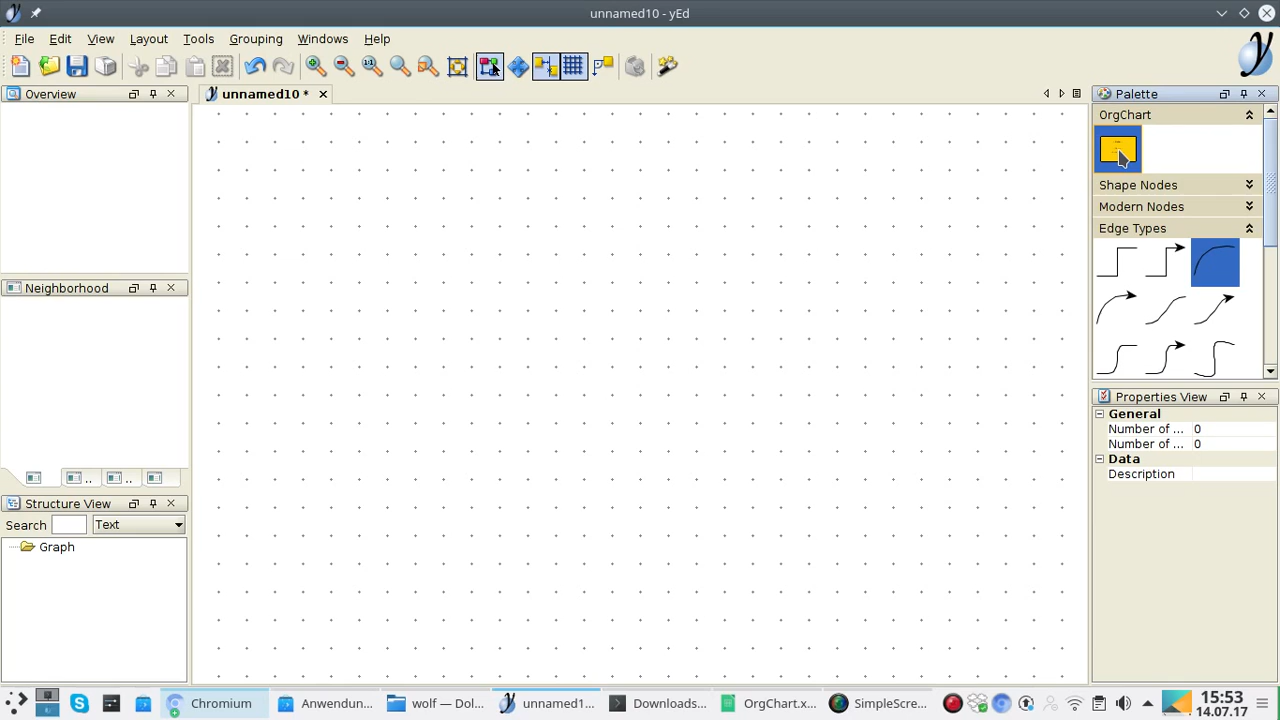 unnamed10 - yEd
File Edit View Layout Tools Grouping Windows Help
Overview
unnamed10 *
Palette
OrgChart
Shape Nodes
Modern Nodes
Edge Types
Neighborhood
..
..
Structure View
Search
Text
Graph
Properties View
General
Number of ... 0
Number of ... 0
Data
Description
Chromium
Anwendun...
wolf — Dol...
unnamed1...
Downloads...
OrgChart.x...
SimpleScre...
15:53
14.07.17